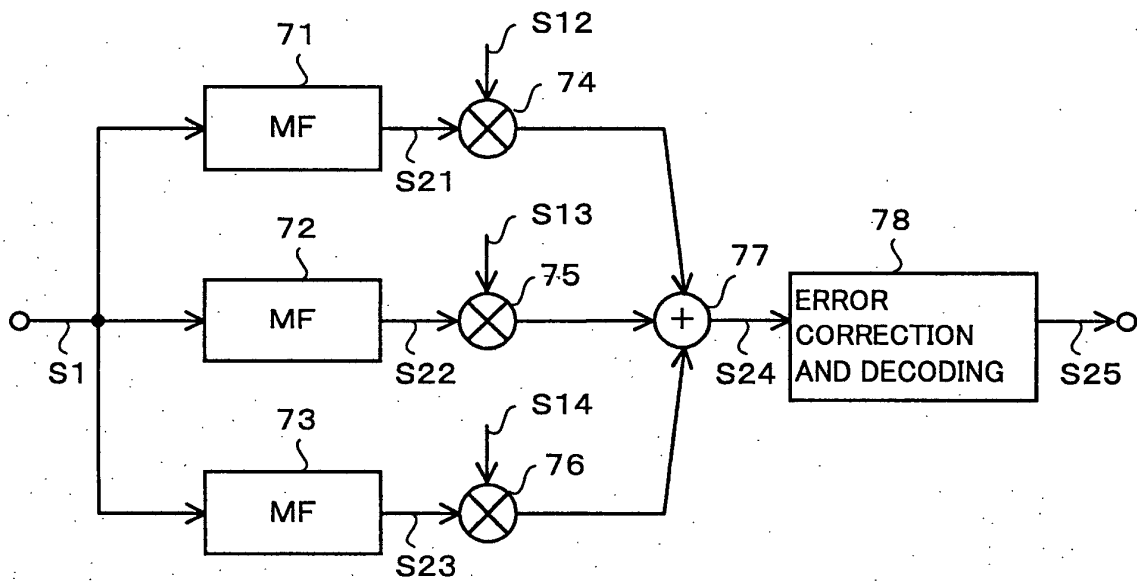 71
S12
74
MF
S21
S13
72
75
78
77
MF
+
ERROR
CORRECTION
AND DECODING
S1
S22
S24
S25
S14
73
76
MF
S23